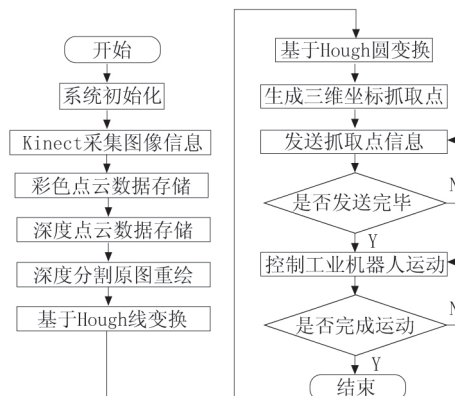 开始
系统初始化
Kinect采集图像信息
彩色点云数据存储
深度点云数据存储
深度分割原图重绘
基于Hough线变换
基于Hough圆变换
生成三维坐标抓取点
发送抓取点信息
是否发送完毕
N
Y
控制工业机器人运动
是否完成运动
N
Y
结束